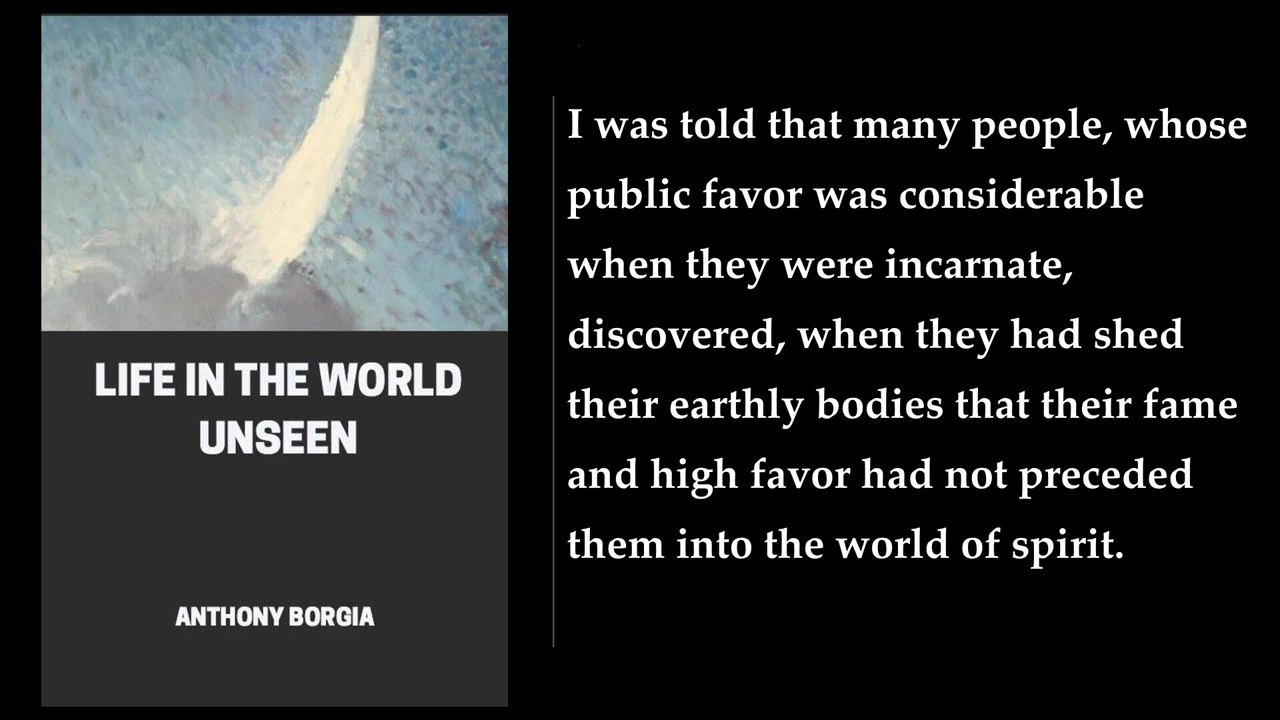 LIFE IN THE WORLD
UNSEEN
ANTHONY BORGIA
I was told that many people, whose
public favor was considerable
when they were incarnate,
discovered, when they had shed
their earthly bodies that their fame
and high favor had not preceded
them into the world of spirit.